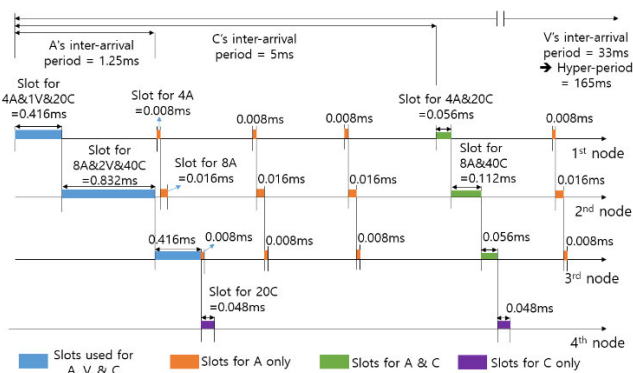 A's inter-arrival
period = 1.25ms
C's inter-arrival
period = 5ms
V's inter-arrival
period = 33ms
➔ Hyper-period
= 165ms
Slot for
4A&1V&20C
=0.416ms
Slot for 4A
=0.008ms
0.008ms
0.008ms
Slot for 4A&20C
=0.056ms
0.008ms
1st node
Slot for
8A&2V&40C
=0.832ms
Slot for 8A
=0.016ms
0.016ms
0.016ms
Slot for
8A&40C
=0.112ms
0.016ms
2nd node
0.416ms
0.008ms
0.008ms
0.008ms
0.056ms
0.008ms
3rd node
Slot for 20C
=0.048ms
0.048ms
4th node
Slots used for
A, V & C
Slots for A only
Slots for A & C
Slots for C only